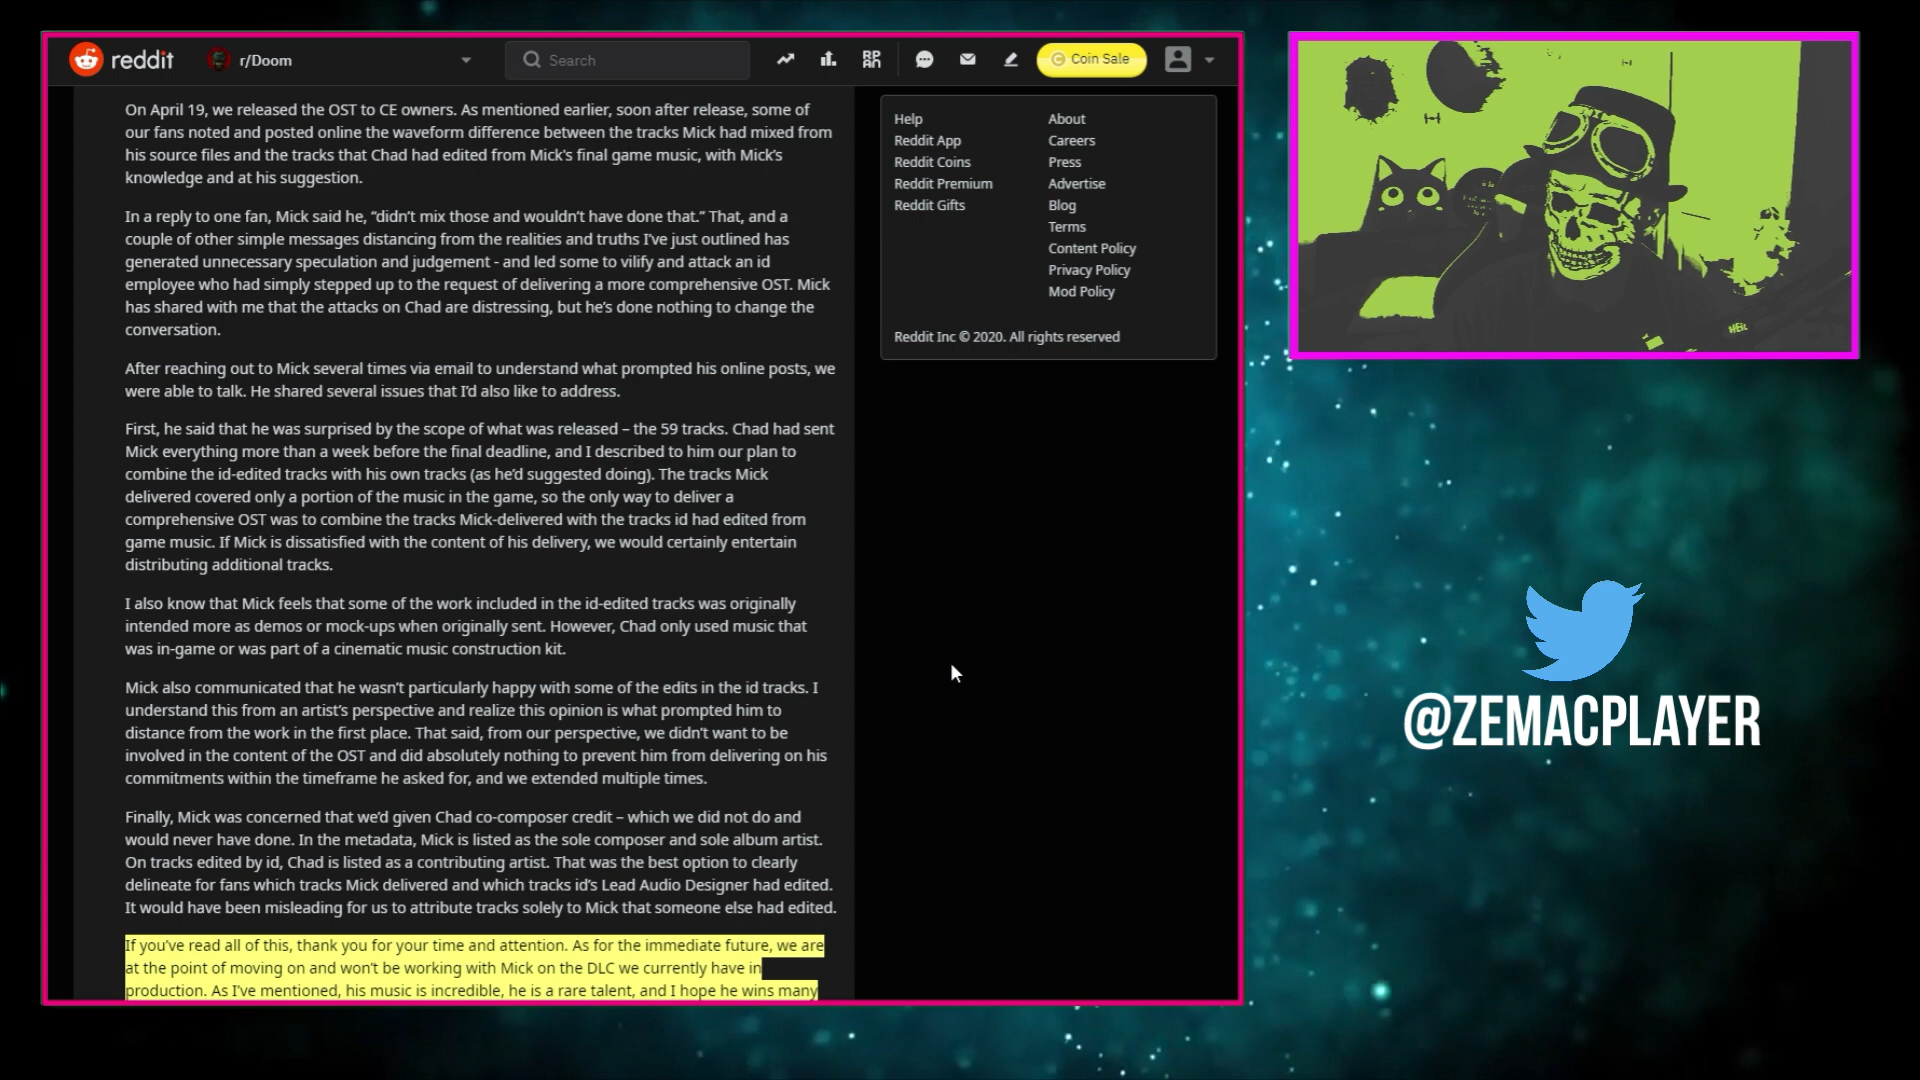 reddit
r/Doom
Search
Coin Sale
On April 19, we released the OST to CE owners. As mentioned earlier, soon after release, some of
our fans noted and posted online the waveform difference between the tracks Mick had mixed from
his source files and the tracks that Chad had edited from Mick's final game music, with Mick’s
knowledge and at his suggestion.
In a reply to one fan, Mick said he, “didn’t mix those and wouldn’t have done that.” That, and a
couple of other simple messages distancing from the realities and truths I’ve just outlined has
generated unnecessary speculation and judgement - and led some to vilify and attack an id
employee who had simply stepped up to the request of delivering a more comprehensive OST. Mick
has shared with me that the attacks on Chad are distressing, but he’s done nothing to change the
conversation.
After reaching out to Mick several times via email to understand what prompted his online posts, we
were able to talk. He shared several issues that I’d also like to address.
First, he said that he was surprised by the scope of what was released – the 59 tracks. Chad had sent
Mick everything more than a week before the final deadline, and I described to him our plan to
combine the id-edited tracks with his own tracks (as he’d suggested doing). The tracks Mick
delivered covered only a portion of the music in the game, so the only way to deliver a
comprehensive OST was to combine the tracks Mick-delivered with the tracks id had edited from
game music. If Mick is dissatisfied with the content of his delivery, we would certainly entertain
distributing additional tracks.
I also know that Mick feels that some of the work included in the id-edited tracks was originally
intended more as demos or mock-ups when originally sent. However, Chad only used music that
was in-game or was part of a cinematic music construction kit.
Mick also communicated that he wasn’t particularly happy with some of the edits in the id tracks. I
understand this from an artist’s perspective and realize this opinion is what prompted him to
distance from the work in the first place. That said, from our perspective, we didn’t want to be
involved in the content of the OST and did absolutely nothing to prevent him from delivering on his
commitments within the timeframe he asked for, and we extended multiple times.
Finally, Mick was concerned that we’d given Chad co-composer credit – which we did not do and
would never have done. In the metadata, Mick is listed as the sole composer and sole album artist.
On tracks edited by id, Chad is listed as a contributing artist. That was the best option to clearly
delineate for fans which tracks Mick delivered and which tracks id’s Lead Audio Designer had edited.
It would have been misleading for us to attribute tracks solely to Mick that someone else had edited.
If you’ve read all of this, thank you for your time and attention. As for the immediate future, we are
at the point of moving on and won’t be working with Mick on the DLC we currently have in
production. As I’ve mentioned, his music is incredible, he is a rare talent, and I hope he wins many
Help
Reddit App
Reddit Coins
Reddit Premium
Reddit Gifts
About
Careers
Press
Advertise
Blog
Terms
Content Policy
Privacy Policy
Mod Policy
Reddit Inc © 2020. All rights reserved
@ZEMACPLAYER